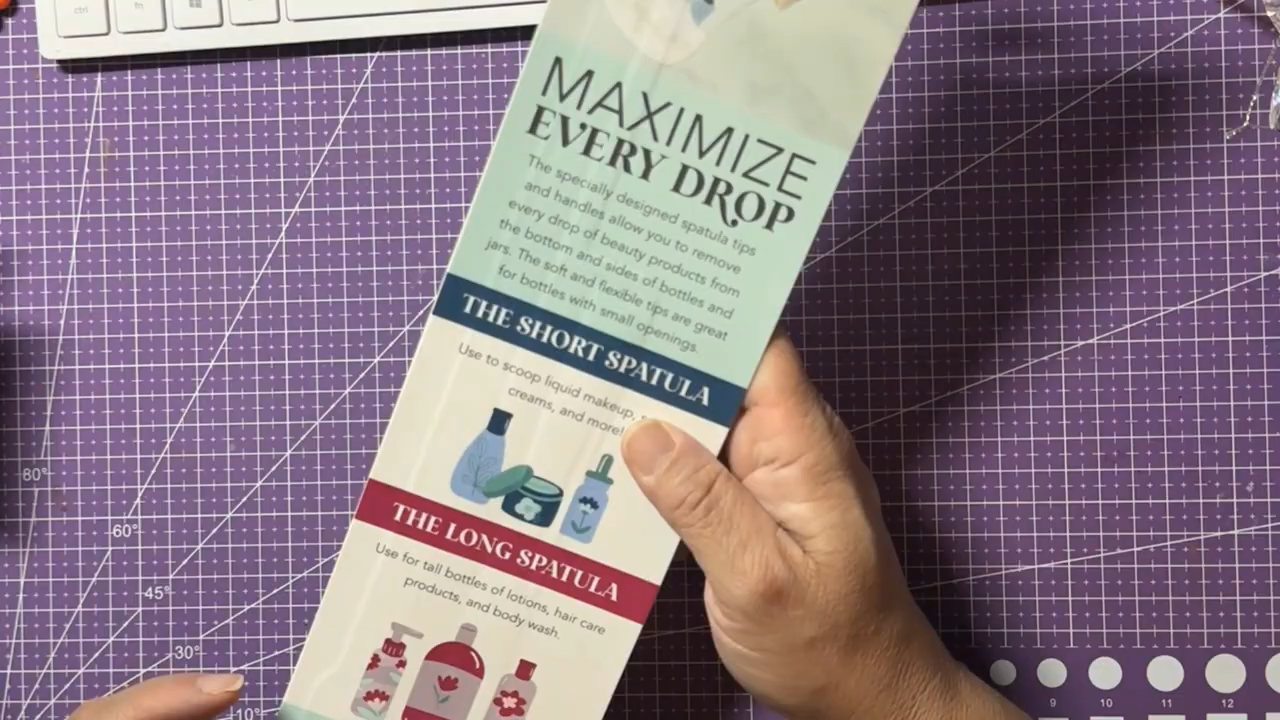 ctrl
fn
MAXIMIZE
EVERY DROP
The specially designed spatula tips
and handles allow you to remove
every drop of beauty products from
the bottom and sides of bottles and
jars. The soft and flexible tips are great
for bottles with small openings.
THE SHORT SPATULA
Use to scoop liquid makeup,
creams, and more!
THE LONG SPATULA
Use for tall bottles of lotions, hair care
products, and body wash.
80°
60°
45°
30°
10°
9
10
11
12